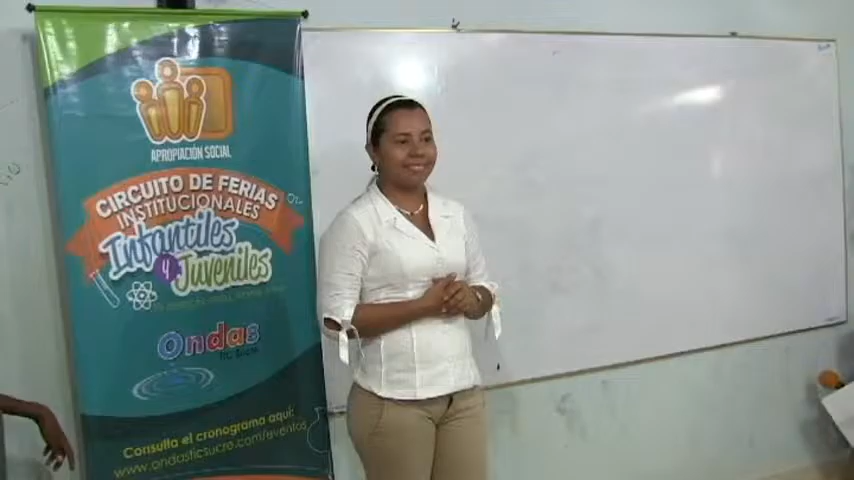 APROPIACIÓN SOCIAL
CIRCUITO DE FERIAS
INSTITUCIONALES
Infantiles
y Juveniles
Ondas
Consulta el cronograma aquí:
www.ondasticsucre.com/eventos